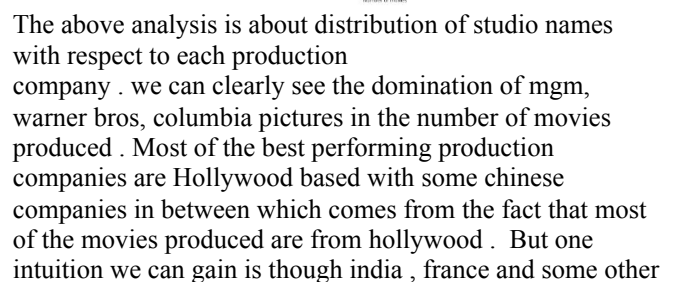 The above analysis is about distribution of studio names
with respect to each production
company . we can clearly see the domination of mgm,
warner bros, columbia pictures in the number of movies
produced . Most of the best performing production
companies are Hollywood based with some chinese
companies in between which comes from the fact that most
of the movies produced are from hollywood .  But one
intuition we can gain is though india , france and some other